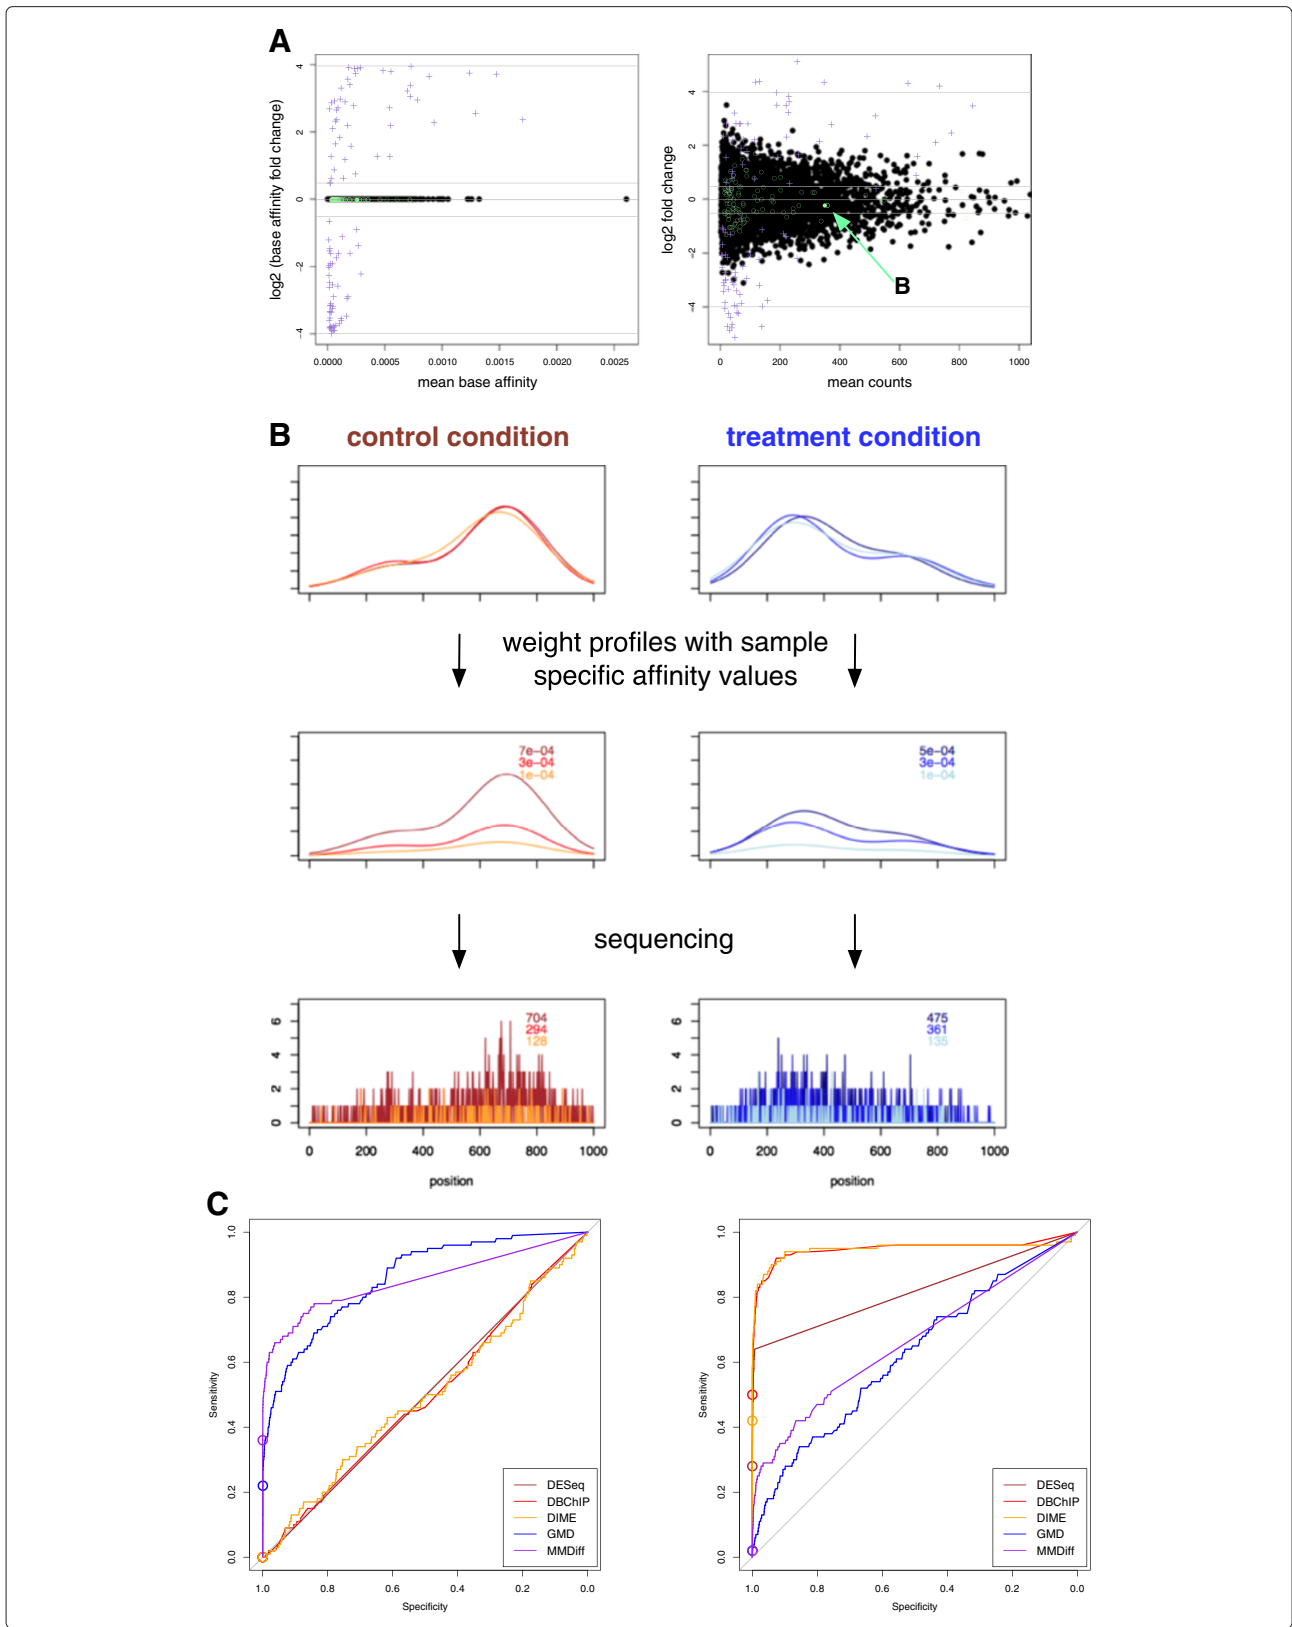 A
log2 (base affinity fold change)
4
2
0
−2
−4
0.0000 0.0005 0.0010 0.0015 0.0020 0.0025
mean base affinity
log2 fold change
4
2
0
−2
−4
B
0 200 400 600 800 1000
mean counts
B
control condition
treatment condition
weight profiles with sample
specific affinity values
7e−04
3e−04
1e−04
5e−04
3e−04
1e−04
sequencing
6
4
2
0
704
294
128
0 200 400 600 800 1000
position
6
4
2
0
475
361
135
0 200 400 600 800 1000
position
C
Sensitivity
1.0
0.8
0.6
0.4
0.2
0.0
DESeq
DBChIP
DIME
GMD
MMDiff
1.0 0.8 0.6 0.4 0.2 0.0
Specificity
Sensitivity
1.0
0.8
0.6
0.4
0.2
0.0
DESeq
DBChIP
DIME
GMD
MMDiff
1.0 0.8 0.6 0.4 0.2 0.0
Specificity